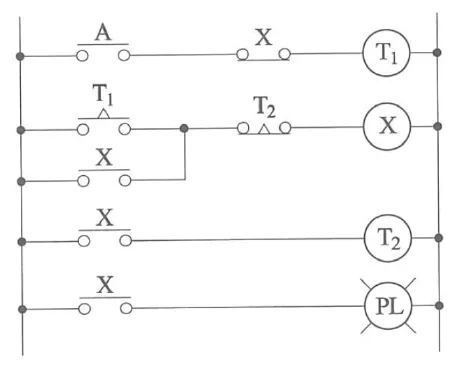 A X T₁
T₁ T₂ X
X
X T₂
X PL